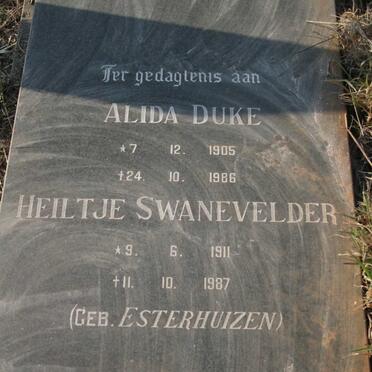 Ter gedagtenis aan
ALIDA DUKE
*7 12. 1905
†24. 10. 1986
HEILTJE SWANEVELDER
*9. 6. 1911
†11. 10. 1987
(GEB. ESTERHUIZEN)